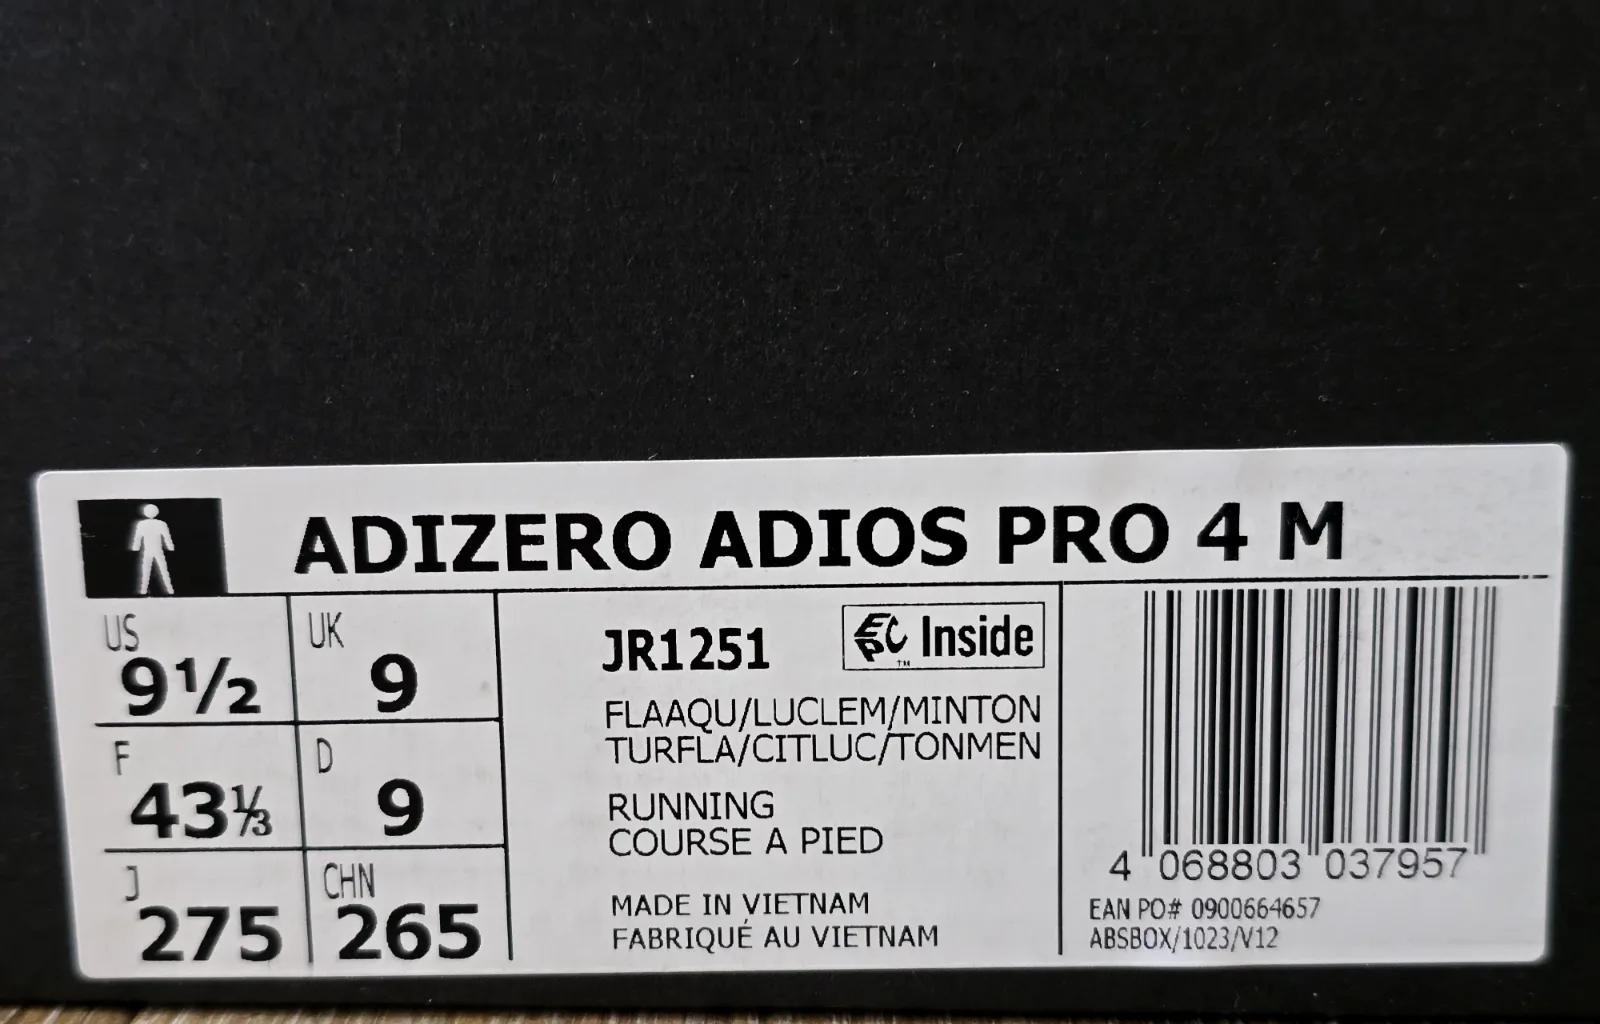 ADIZERO ADIOS PRO 4 M
US
9½
UK
9
F
43⅓
D
9
J
275
CHN
265
JR1251
EPC Inside
TM
FLAAQU/LUCLEM/MINTON
TURFLA/CITLUC/TONMEN
RUNNING
COURSE A PIED
MADE IN VIETNAM
FABRIQUÉ AU VIETNAM
4 068803 037957
EAN PO# 0900664657
ABSBOX/1023/V12